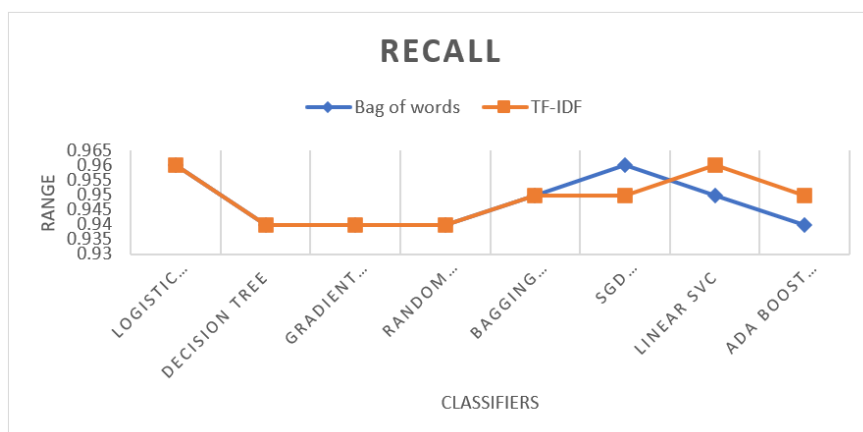 RECALL
Bag of words TF-IDF
0.965
0.96
0.955
0.95
0.945
0.94
0.935
0.93
RANGE
LOGISTIC...
DECISION TREE
GRADIENT...
RANDOM...
BAGGING...
SGD...
LINEAR SVC
ADA BOOST...
CLASSIFIERS